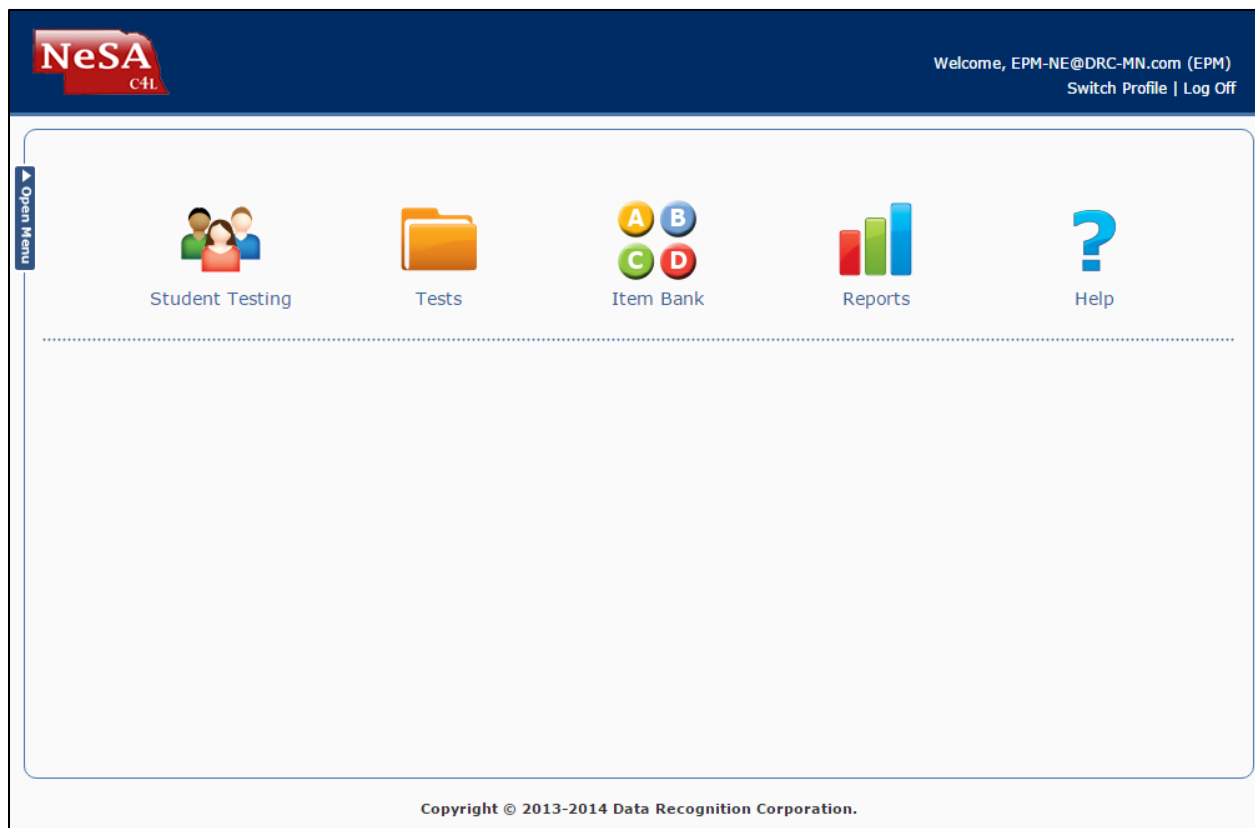 NeSA
C4L
Welcome, EPM-NE@DRC-MN.com (EPM)
Switch Profile | Log Off
Open Menu
A B
C D
?
Student Testing
Tests
Item Bank
Reports
Help
Copyright © 2013-2014 Data Recognition Corporation.